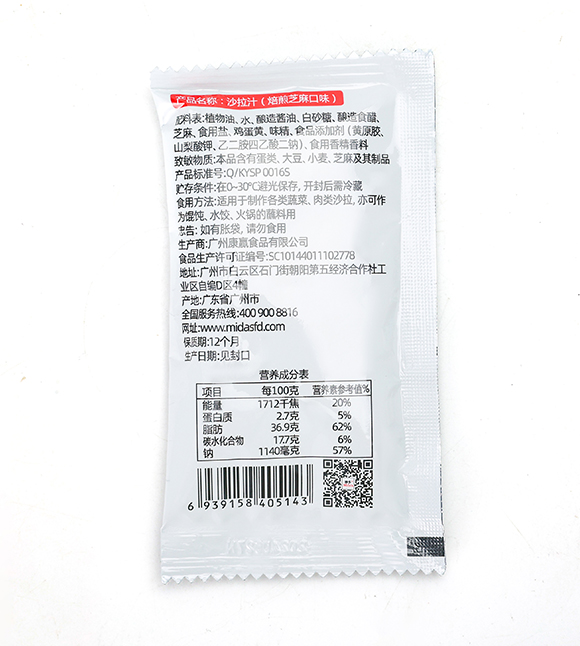 产品名称：沙拉汁（焙煎芝麻口味）
配料表：植物油、水、酿造酱油、白砂糖、酿造食醋、
芝麻、食用盐、鸡蛋黄、味精、食品添加剂（黄原胶、
山梨酸钾、乙二胺四乙酸二钠）、食用香精香料
致敏物质：本品含有蛋类、大豆、小麦、芝麻及其制品
产品标准号：Q/KYSP 0016S
贮存条件：在0~30℃避光保存，开封后需冷藏
食用方法：适用于制作各类蔬菜、肉类沙拉，亦可作
为馄饨、水饺、火锅的蘸料用
忠告：如有胀袋，请勿食用
生产商：广州康赢食品有限公司
食品生产许可证编号：SC10144011102778
地址：广州市白云区石门街朝阳第五经济合作社工
业区自编D区4幢
产地：广东省广州市
全国服务热线：400 900 8816
网址：www.midasfd.com
保质期：12个月
生产日期：见封口
营养成分表
项目 每100克 营养素参考值%
能量 1712千焦 20%
蛋白质 2.7克 5%
脂肪 36.9克 62%
碳水化合物 17.7克 6%
钠 1140毫克 57%
6 939158 405143